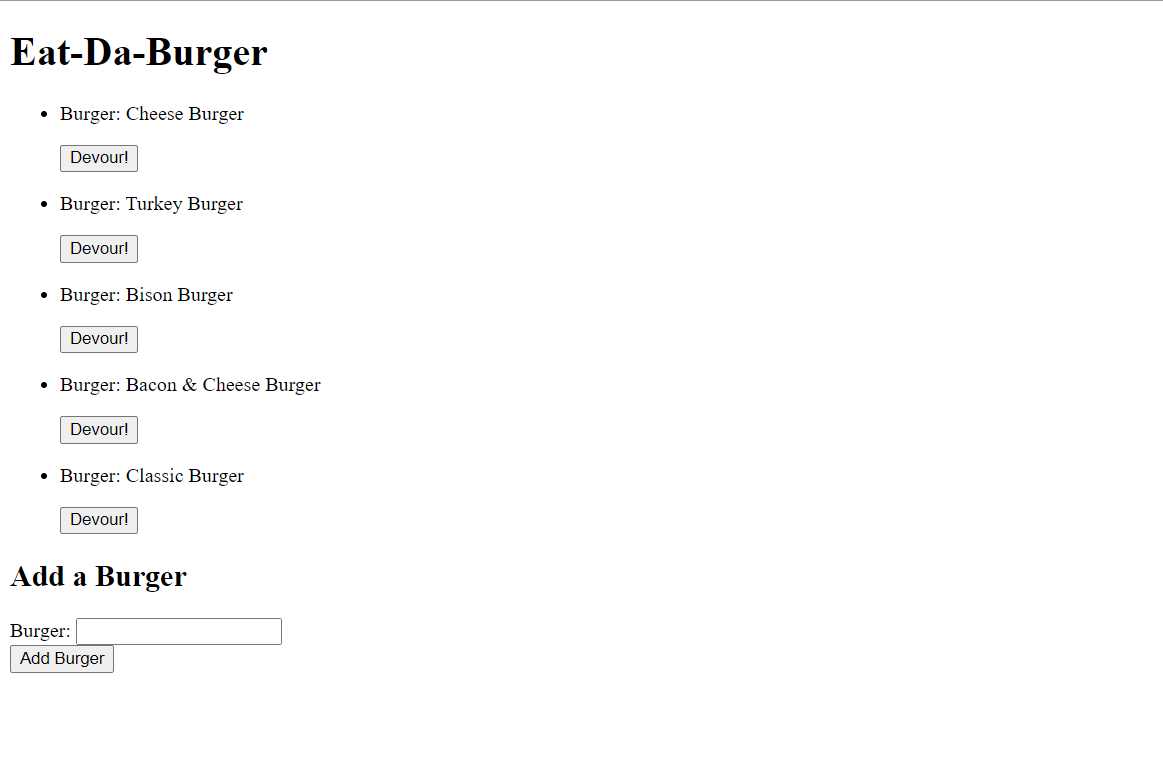 Eat-Da-Burger
Burger: Cheese Burger
Devour!
Burger: Turkey Burger
Devour!
Burger: Bison Burger
Devour!
Burger: Bacon & Cheese Burger
Devour!
Burger: Classic Burger
Devour!
Add a Burger
Burger:
Add Burger